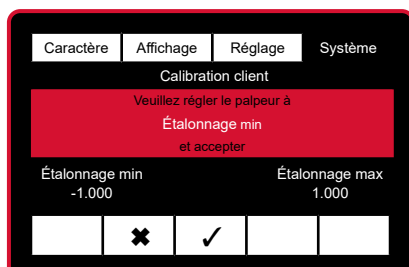 Caractère Affichage Réglage Système
Calibration client
Veuillez régler le palpeur à
Étalonnage min
et accepter
Étalonnage min Étalonnage max
-1.000 1.000
✖ ✓